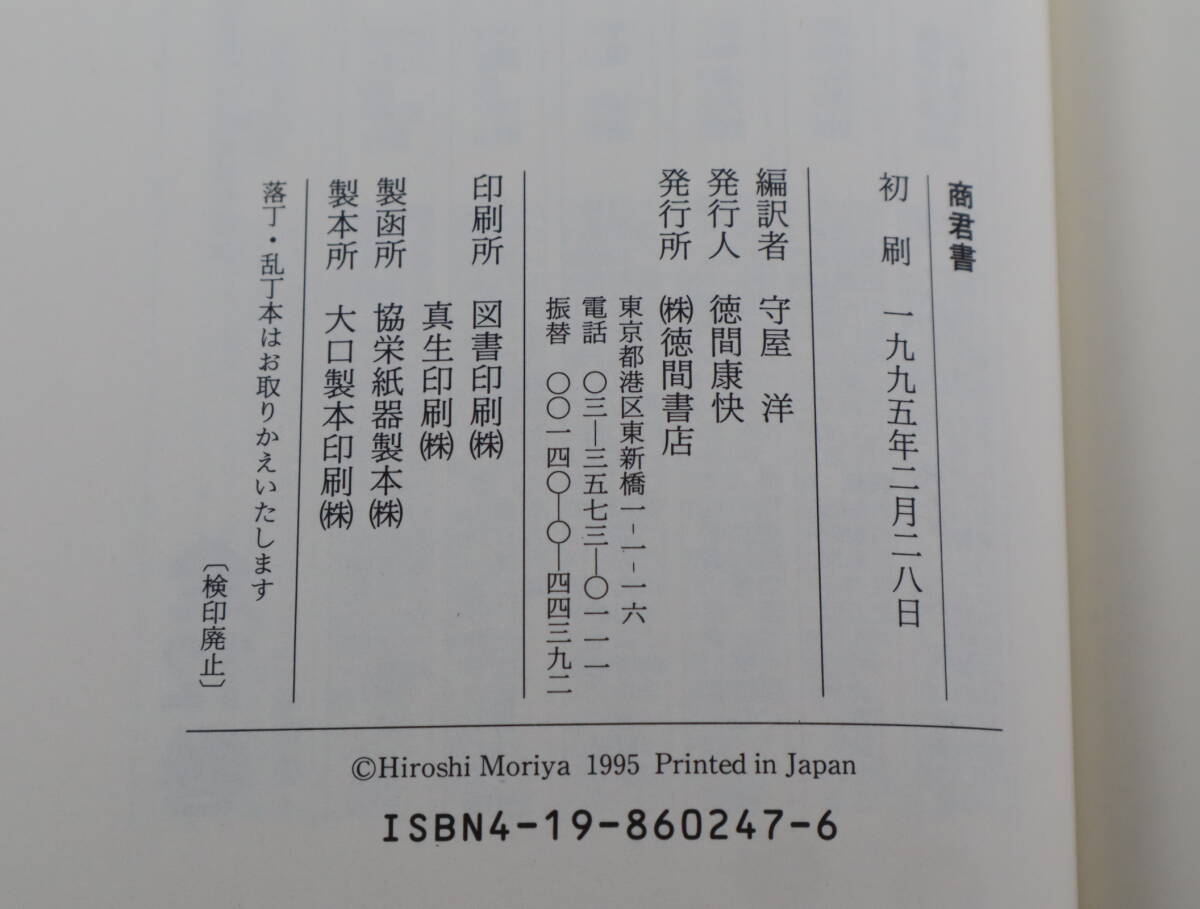 商君書
初刷 一九九五年二月二八日
編訳者 守屋 洋
発行人 徳間康快
発行所 ㈱徳間書店
東京都港区東新橋一-一-一六
電話 〇三―三五七三―〇一一一
振替 〇〇一四〇―〇―四四三九二
印刷所 図書印刷㈱
真生印刷㈱
製函所 協栄紙器製本㈱
製本所 大口製本印刷㈱
落丁・乱丁本はお取りかえいたします
〔検印廃止〕
©Hiroshi Moriya 1995 Printed in Japan
ISBN4-19-860247-6